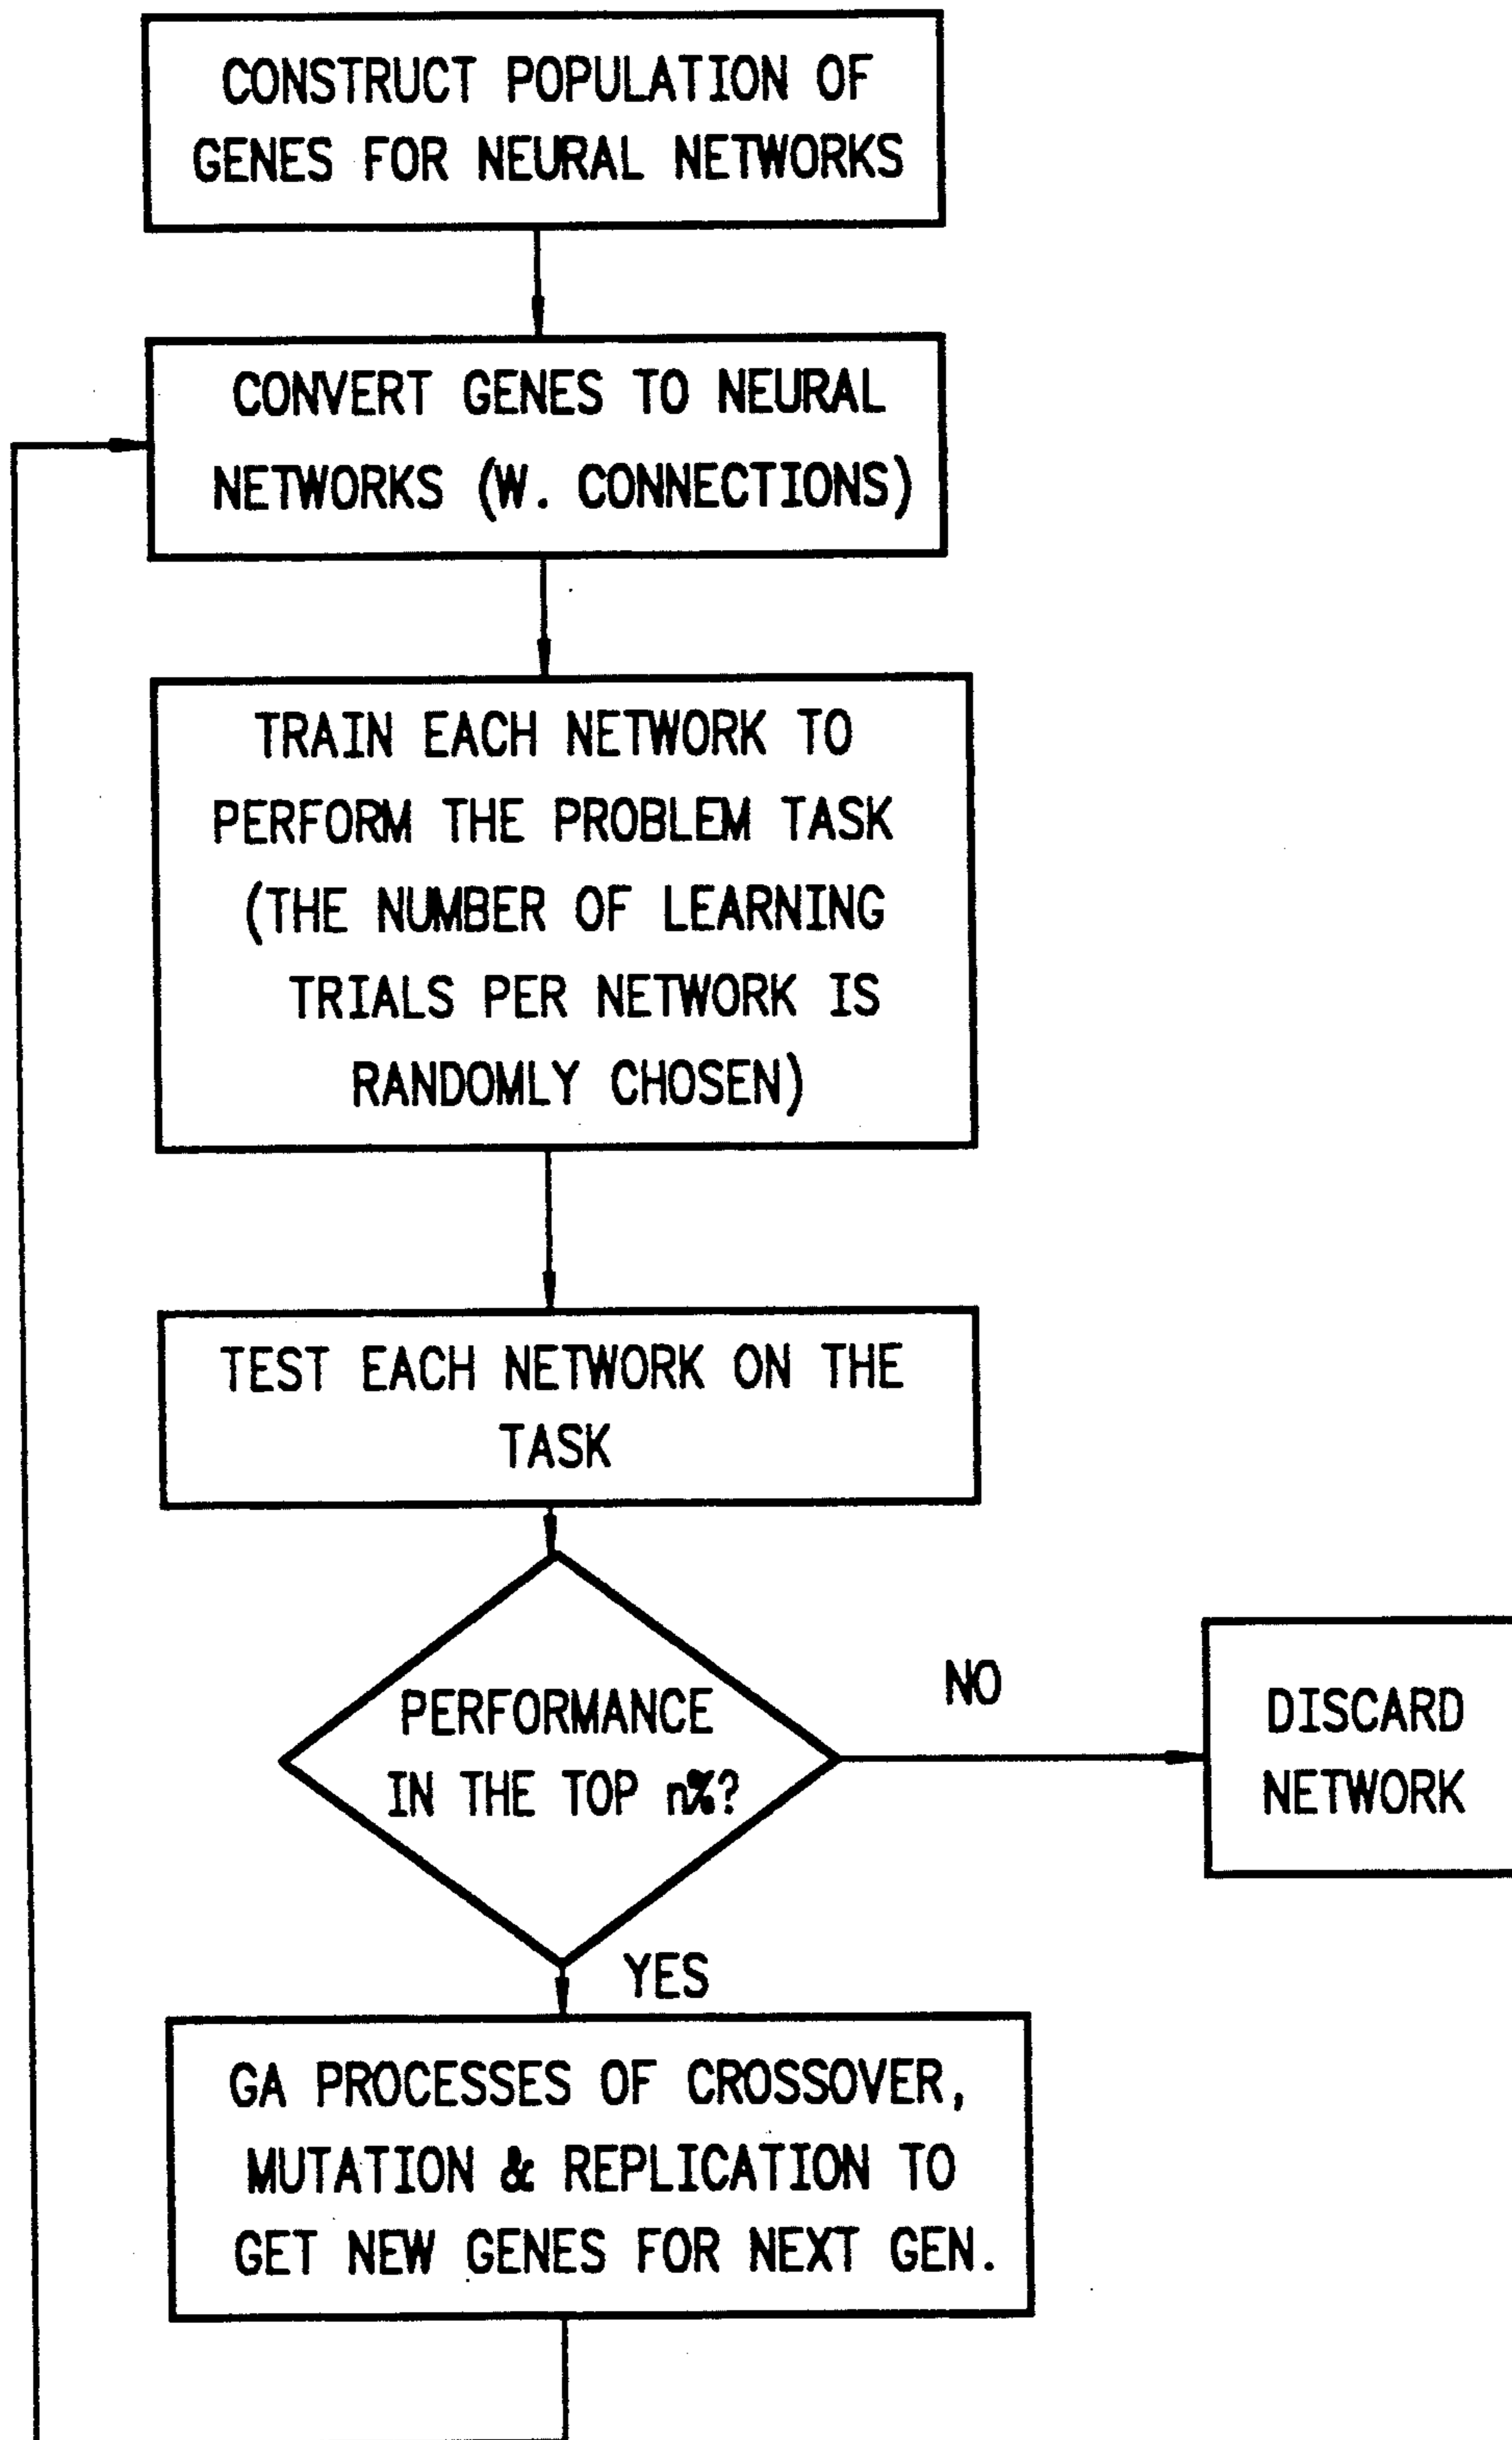 CONSTRUCT POPULATION OF
GENES FOR NEURAL NETWORKS
CONVERT GENES TO NEURAL
NETWORKS (W. CONNECTIONS)
TRAIN EACH NETWORK TO
PERFORM THE PROBLEM TASK
(THE NUMBER OF LEARNING
TRIALS PER NETWORK IS
RANDOMLY CHOSEN)
TEST EACH NETWORK ON THE
TASK
PERFORMANCE
IN THE TOP n%?
NO
DISCARD
NETWORK
YES
GA PROCESSES OF CROSSOVER,
MUTATION & REPLICATION TO
GET NEW GENES FOR NEXT GEN.